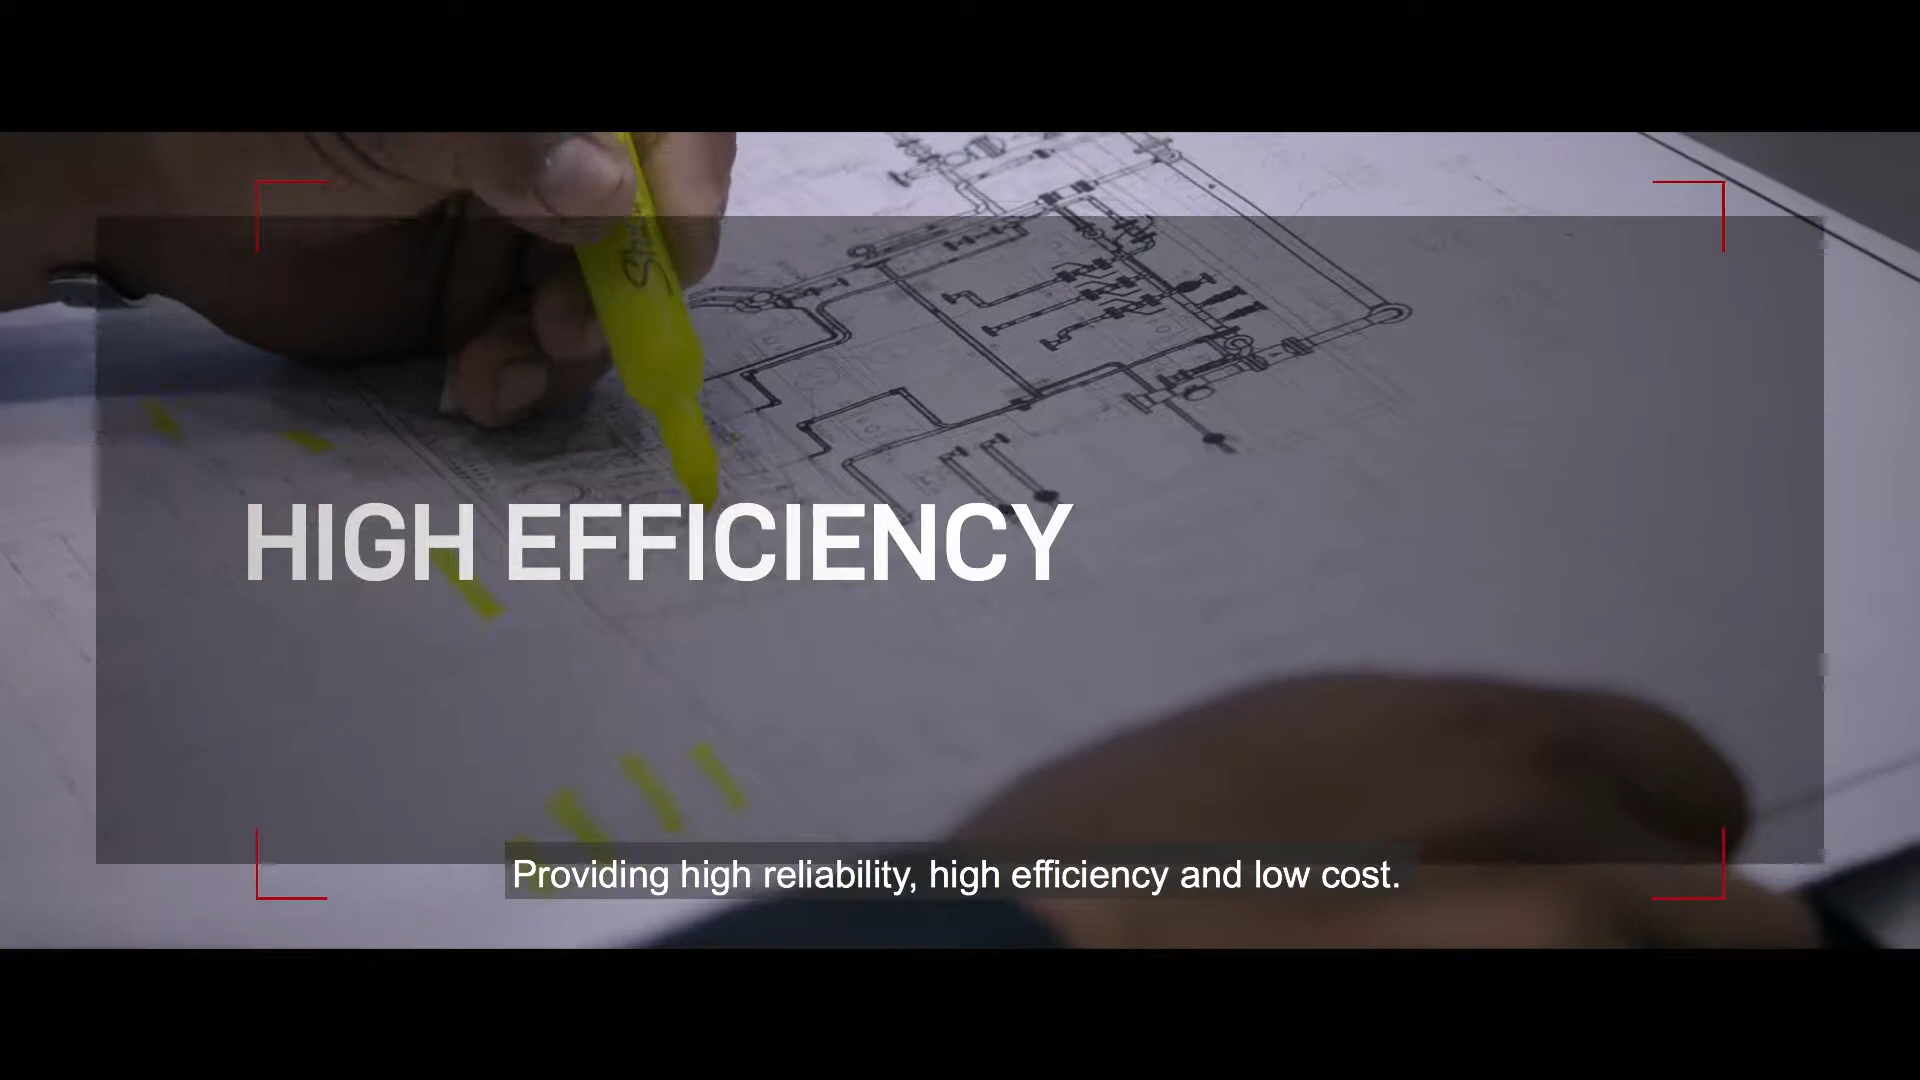 HIGH EFFICIENCY
Providing high reliability, high efficiency and low cost.